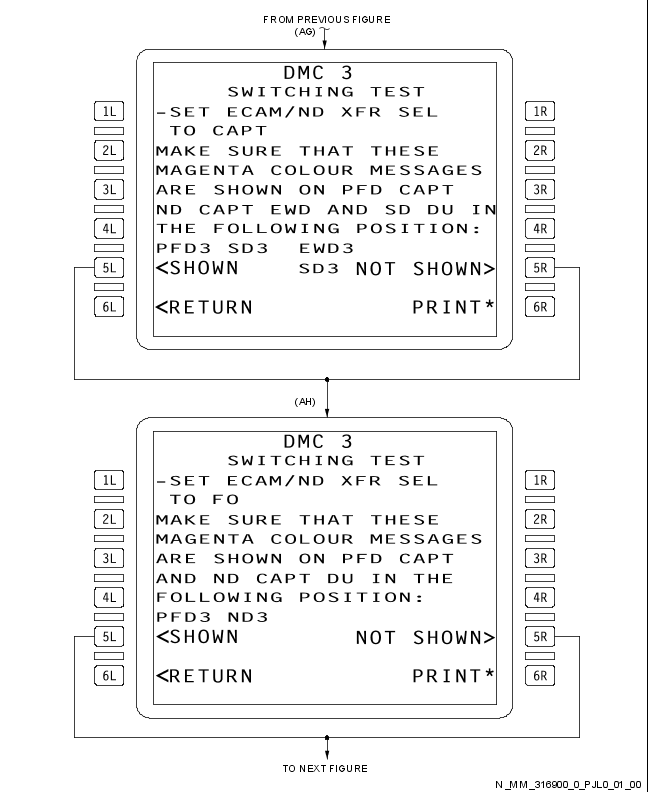 FROM PREVIOUS FIGURE
(AG)
DMC 3
SWITCHING TEST
1L -SET ECAM/ND XFR SEL 1R
TO CAPT
2L MAKE SURE THAT THESE 2R
MAGENTA COLOUR MESSAGES
3L ARE SHOWN ON PFD CAPT 3R
ND CAPT EWD AND SD DU IN
4L THE FOLLOWING POSITION: 4R
PFD3 SD3 EWD3
5L <SHOWN SD3 NOT SHOWN> 5R
6L <RETURN PRINT* 6R
(AH)
DMC 3
SWITCHING TEST
1L -SET ECAM/ND XFR SEL 1R
TO FO
2L MAKE SURE THAT THESE 2R
MAGENTA COLOUR MESSAGES
3L ARE SHOWN ON PFD CAPT 3R
AND ND CAPT DU IN THE
4L FOLLOWING POSITION: 4R
PFD3 ND3
5L <SHOWN NOT SHOWN> 5R
6L <RETURN PRINT* 6R
TO NEXT FIGURE
N_MM_316900_0_PJL0_01_00